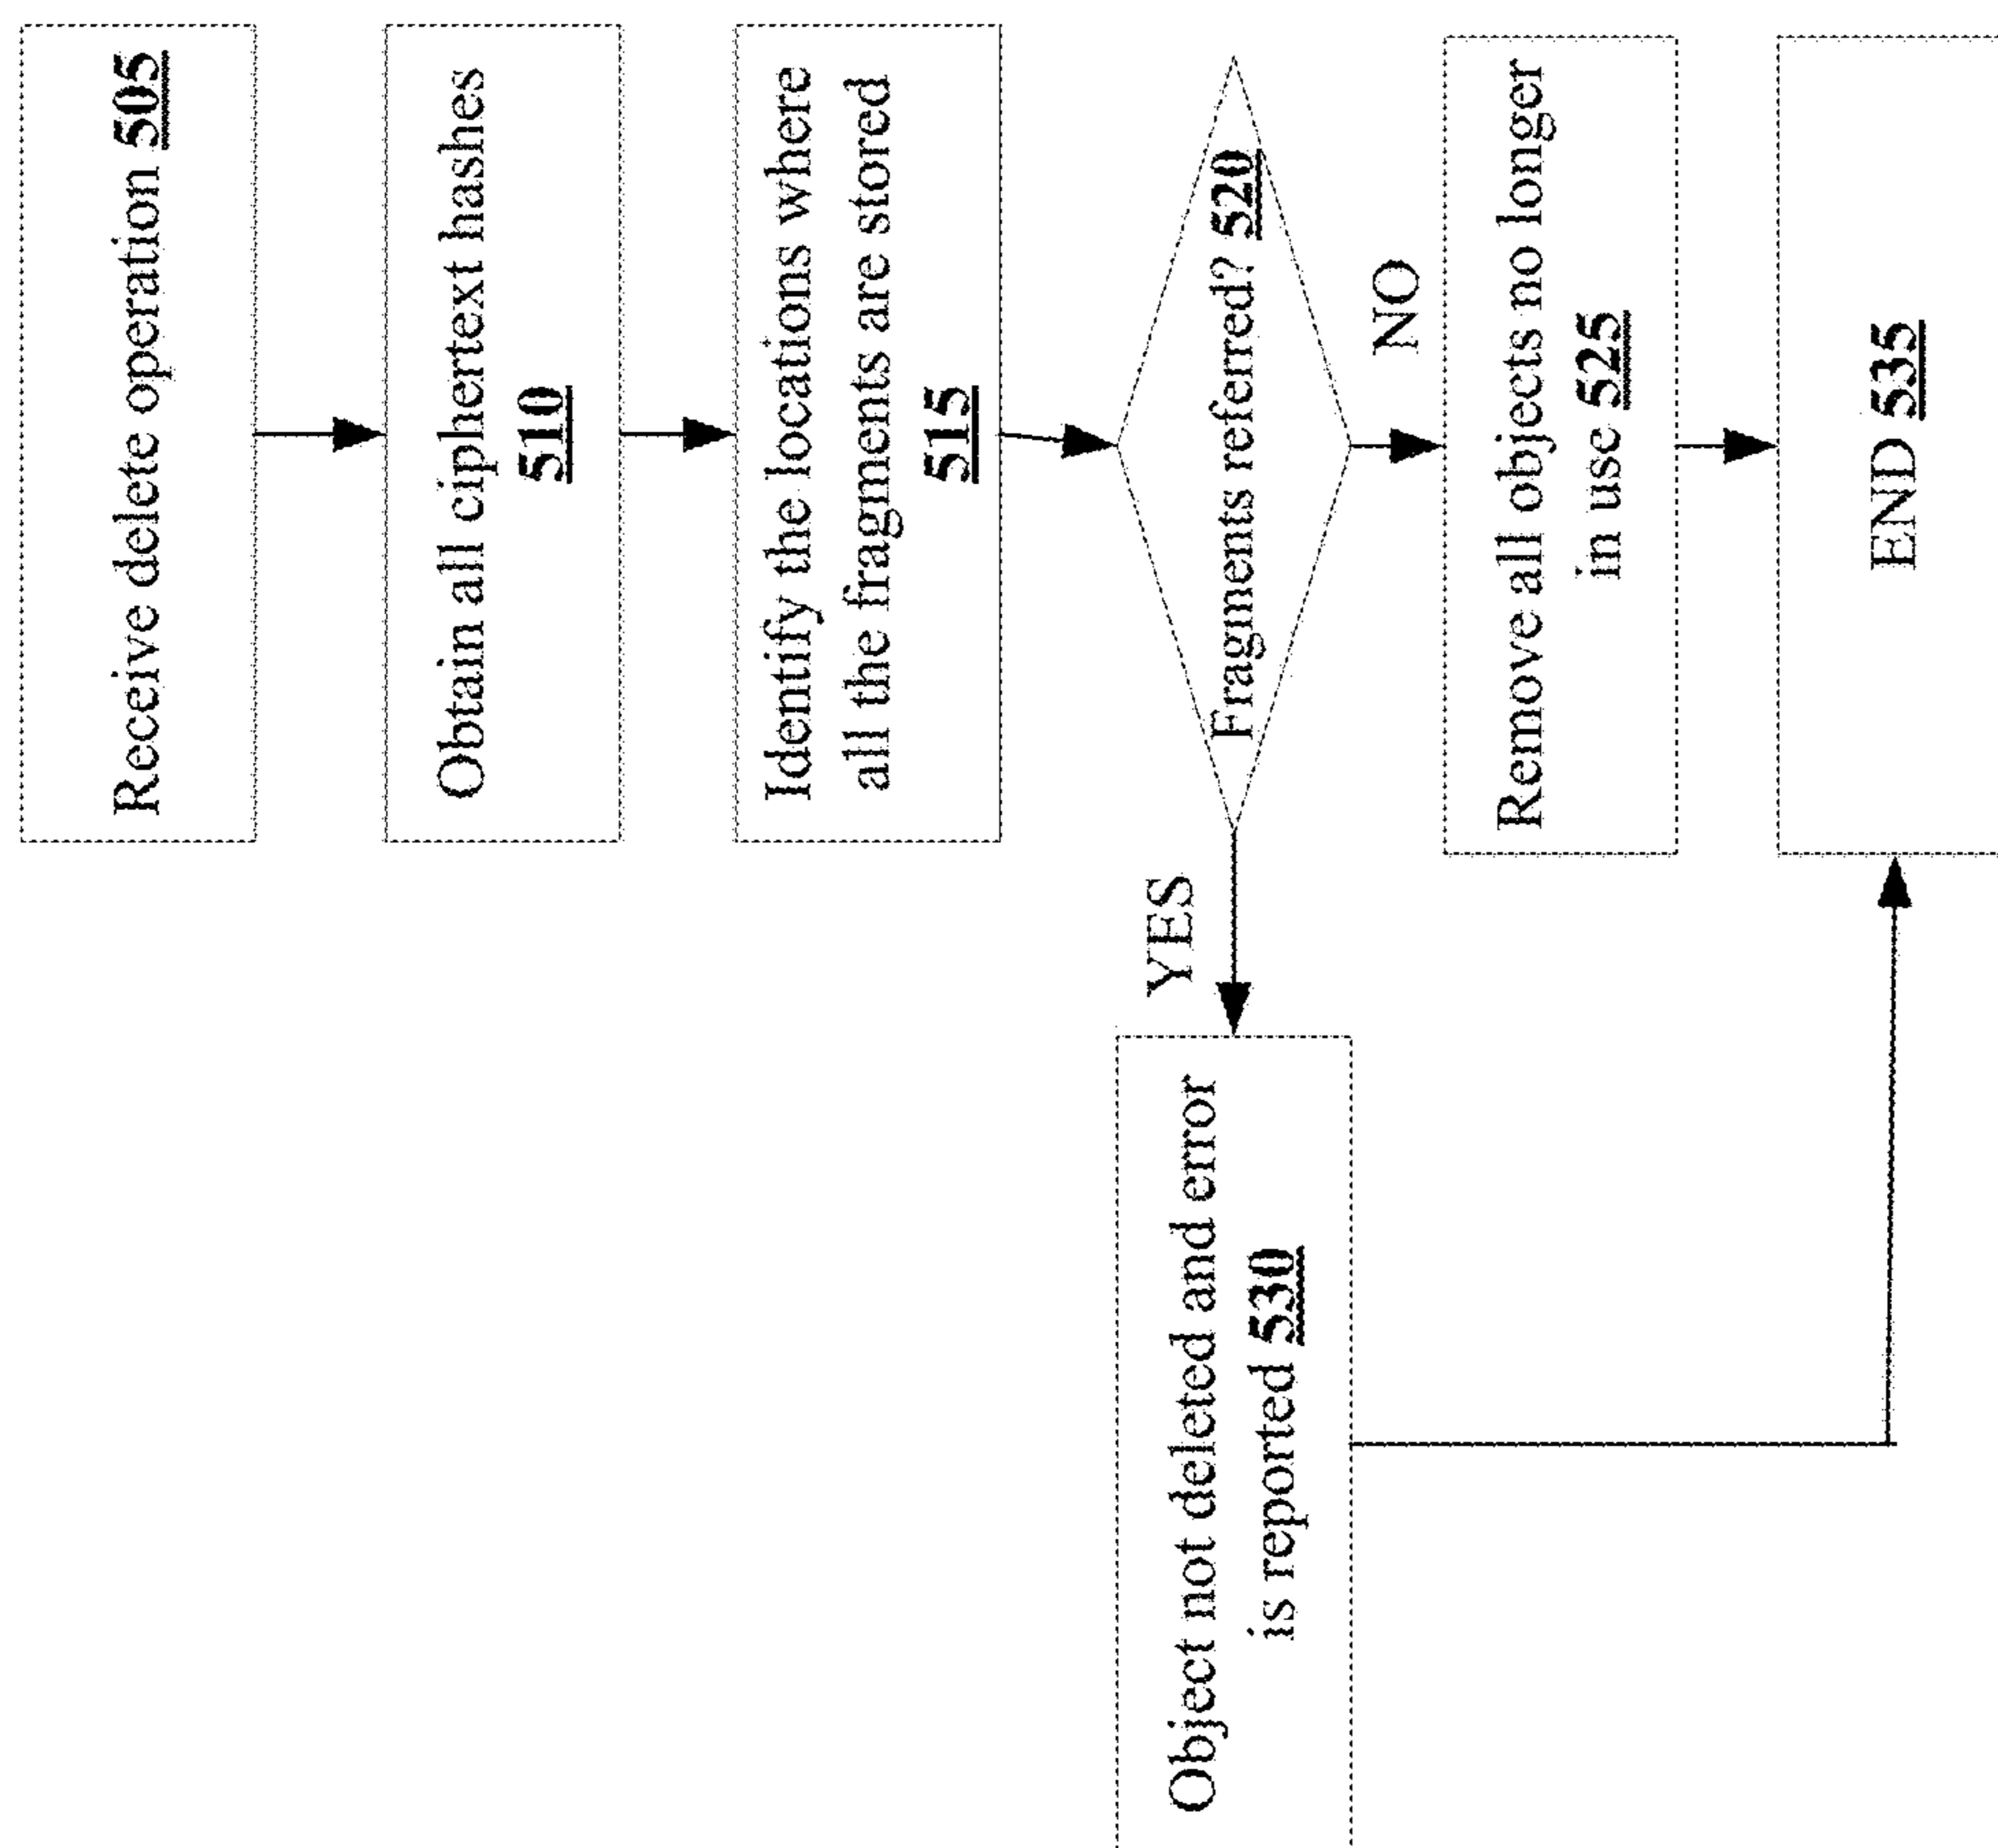 Receive delete operation 505
Obtain all ciphertext hashes
510
Identify the locations where
all the fragments are stored
515
Fragments referred? 520
YES
NO
Object not deleted and error
is reported 530
Remove all objects no longer
in use 525
END 535